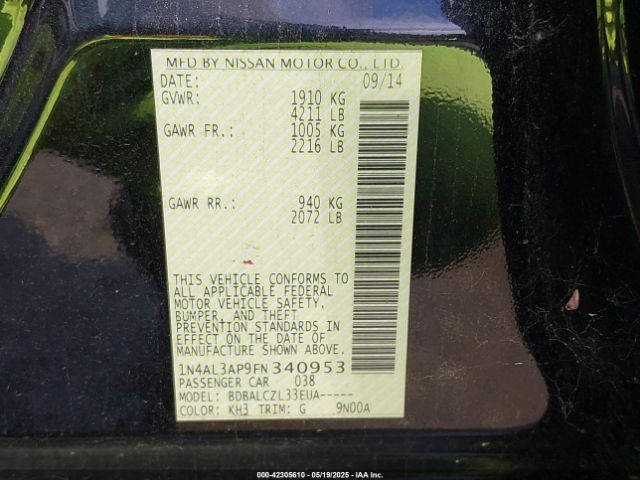 MFD BY NISSAN MOTOR CO., LTD.
DATE: 09/14
GVWR: 1910 KG
4211 LB
GAWR FR.: 1005 KG
2216 LB
GAWR RR.: 940 KG
2072 LB
THIS VEHICLE CONFORMS TO
ALL APPLICABLE FEDERAL
MOTOR VEHICLE SAFETY,
BUMPER, AND THEFT
PREVENTION STANDARDS IN
EFFECT ON THE DATE OF
MANUFACTURE SHOWN ABOVE.
1N4AL3AP9FN340953
PASSENGER CAR 038
MODEL: BDBALCZL33EUA-----
COLOR: KH3 TRIM: G 9N00A
000-42305610 - 05/19/2025 - IAA Inc.